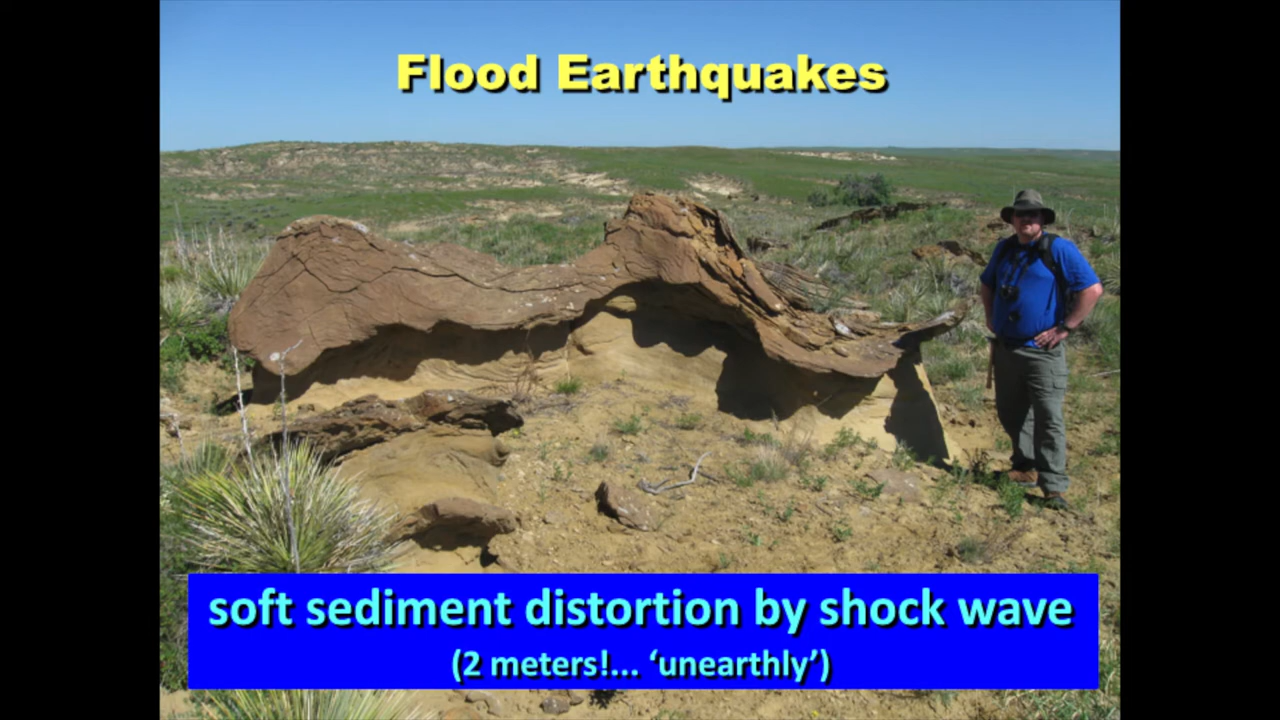 Flood Earthquakes
soft sediment distortion by shock wave
(2 meters!... ‘unearthly’)